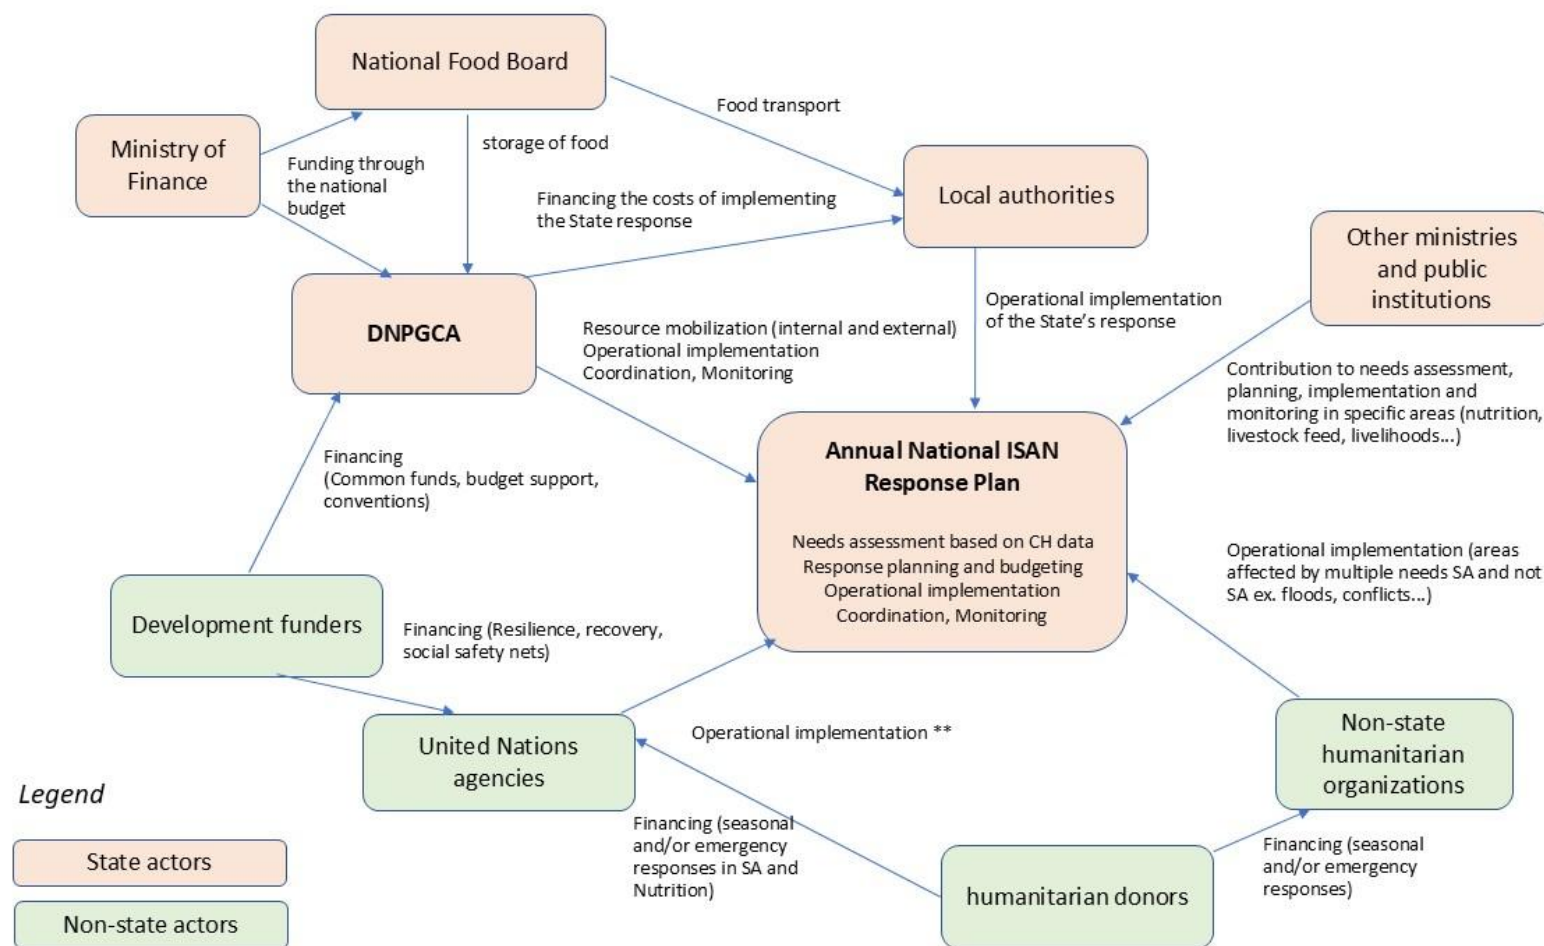 National Food Board
Food transport
Ministry of
Finance
storage of food
Funding through
the national
budget
Local authorities
Financing the costs of implementing
the State response
Other ministries
and public
institutions
DNPGCA
Operational implementation
of the State’s response
Resource mobilization (internal and external)
Operational implementation
Coordination, Monitoring
Contribution to needs assessment,
planning, implementation and
monitoring in specific areas (nutrition,
livestock feed, livelihoods...)
Annual National ISAN
Response Plan
Needs assessment based on CH data
Response planning and budgeting
Operational implementation
Coordination, Monitoring
Financing
(Common funds, budget support,
conventions)
Operational implementation (areas
affected by multiple needs SA and not
SA ex. floods, conflicts...)
Development funders
Financing (Resilience, recovery,
social safety nets)
United Nations
agencies
Operational implementation **
Non-state
humanitarian
organizations
Legend
State actors
Non-state actors
Financing (seasonal
and/or emergency
responses in SA and
Nutrition)
humanitarian donors
Financing (seasonal
and/or emergency
responses)